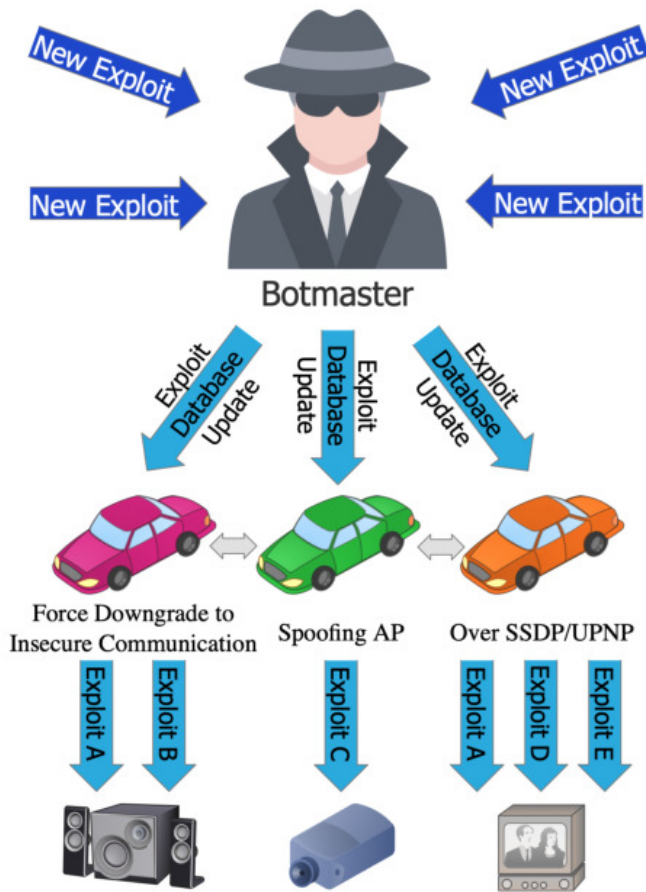 New Exploit
New Exploit
New Exploit
New Exploit
Botmaster
Exploit
Database
Update
Exploit
Database
Update
Exploit
Database
Update
Force Downgrade to
Insecure Communication
Spoofing AP
Over SSDP/UPNP
Exploit A
Exploit B
Exploit C
Exploit A
Exploit D
Exploit E